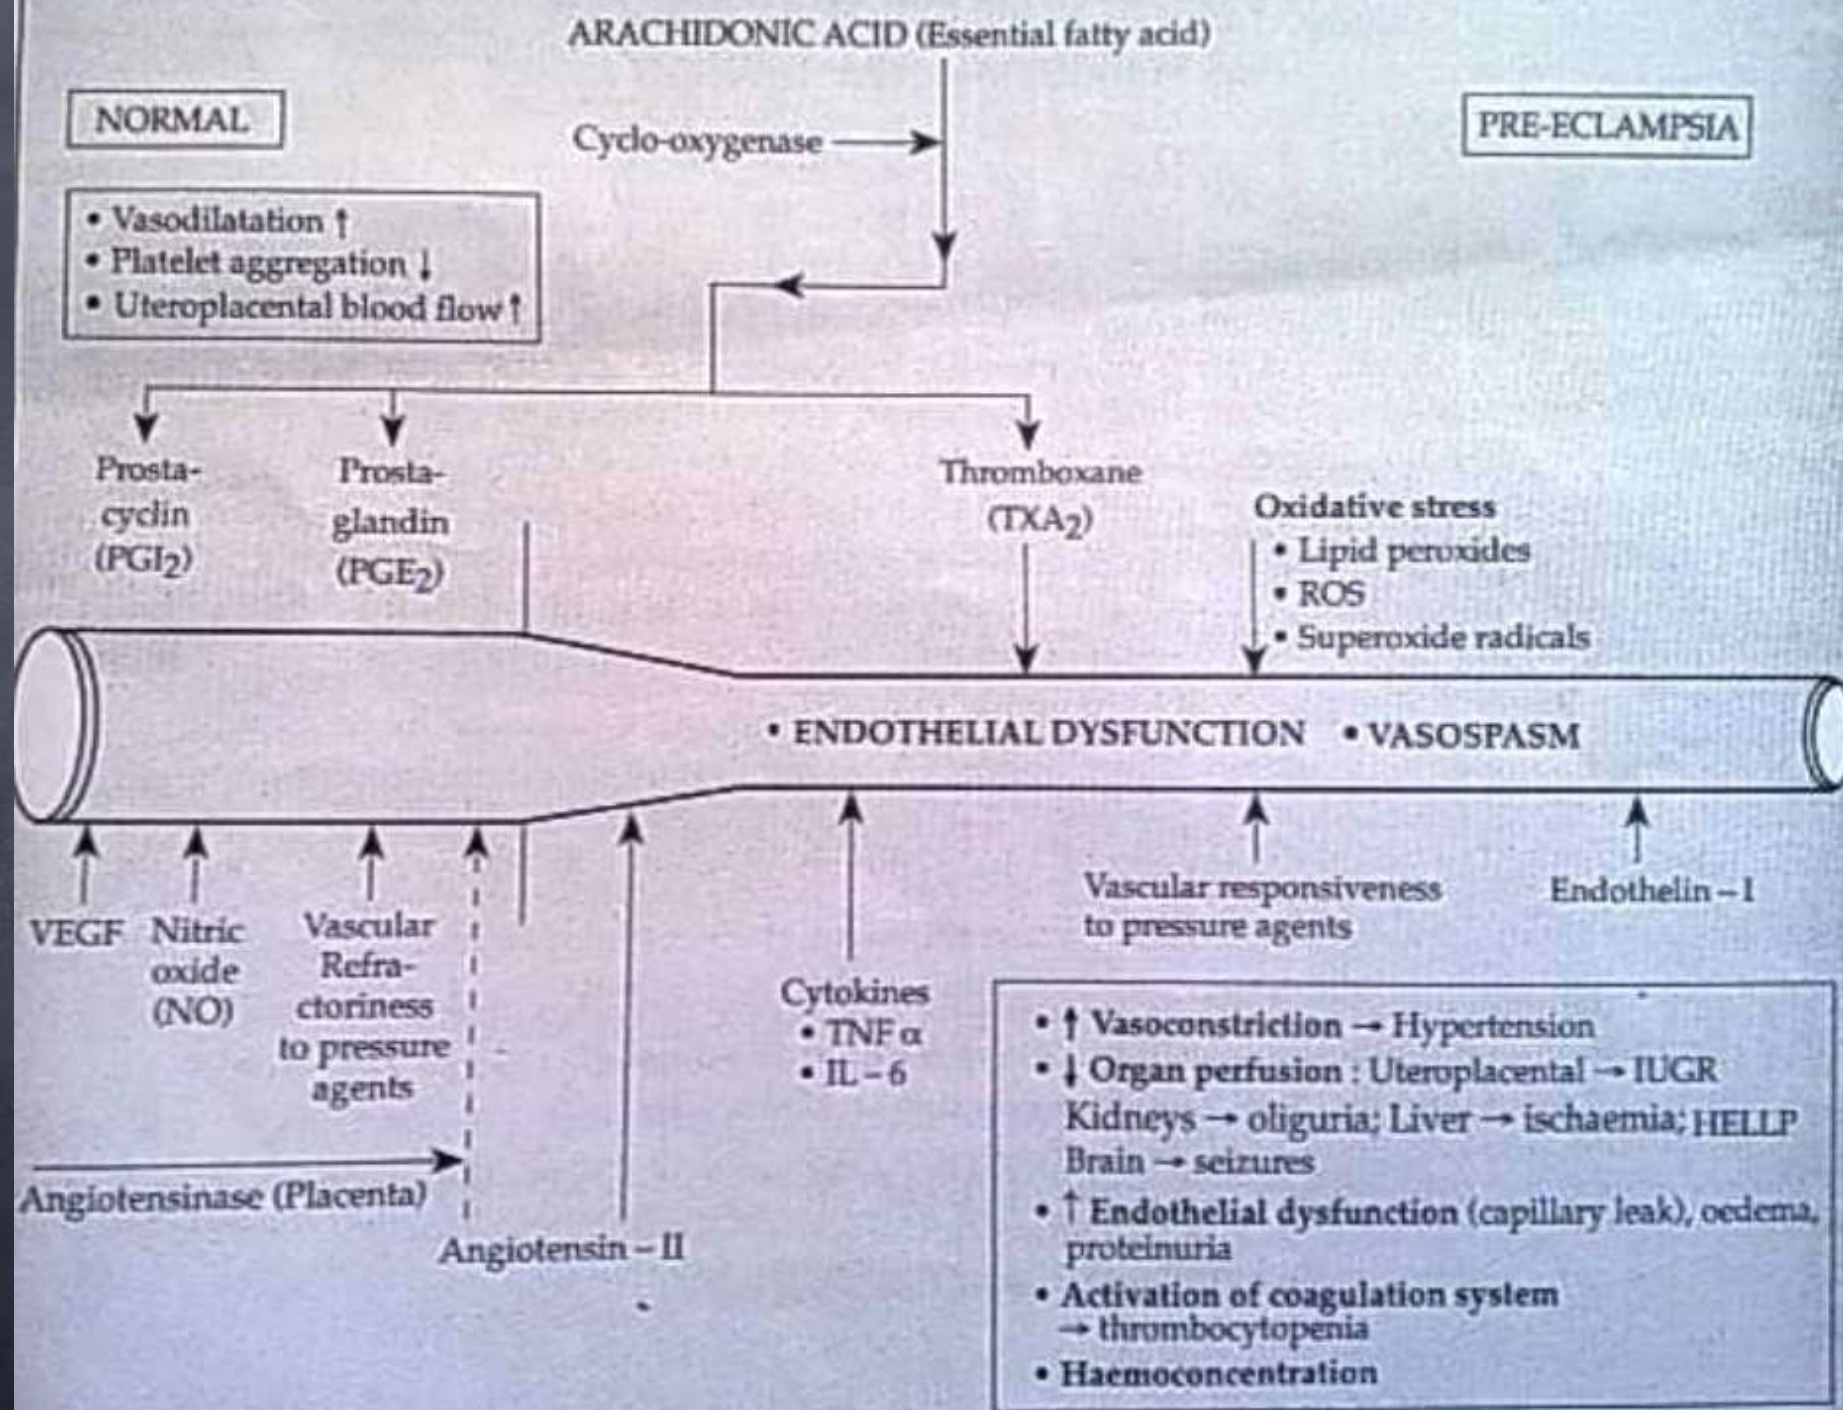 ARACHIDONIC ACID (Essential fatty acid)
NORMAL
PRE-ECLAMPSIA
Cyclo-oxygenase
• Vasodilatation ↑
• Platelet aggregation ↓
• Uteroplacental blood flow ↑
Prosta-
cyclin
(PGI2)
Prosta-
glandin
(PGE2)
Thromboxane
(TXA2)
Oxidative stress
• Lipid peroxides
• ROS
• Superoxide radicals
• ENDOTHELIAL DYSFUNCTION • VASOSPASM
VEGF
Nitric
oxide
(NO)
Vascular
Refra-
ctoriness
to pressure
agents
Angiotensinase (Placenta)
Angiotensin – II
Cytokines
• TNF α
• IL – 6
Vascular responsiveness
to pressure agents
Endothelin – I
• ↑ Vasoconstriction → Hypertension
• ↓ Organ perfusion : Uteroplacental → IUGR
Kidneys → oliguria; Liver → ischaemia; HELLP
Brain → seizures
• ↑ Endothelial dysfunction (capillary leak), oedema,
proteinuria
• Activation of coagulation system
→ thrombocytopenia
• Haemoconcentration